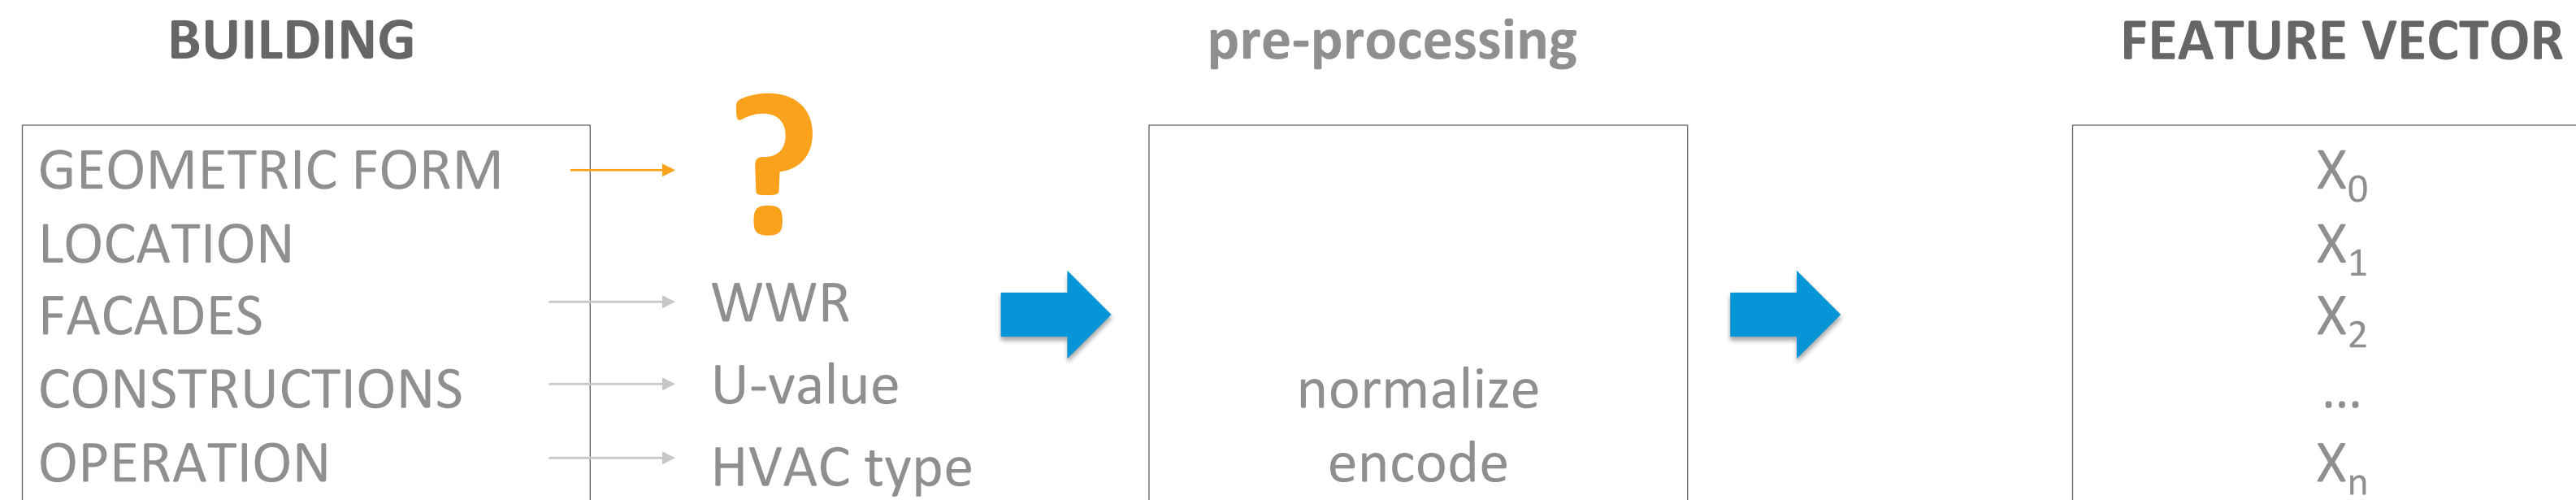 BUILDING
pre-processing
FEATURE VECTOR
GEOMETRIC FORM
?
LOCATION
FACADES
WWR
CONSTRUCTIONS
U-value
OPERATION
HVAC type
normalize
encode
X₀
X₁
X₂
...
Xₙ